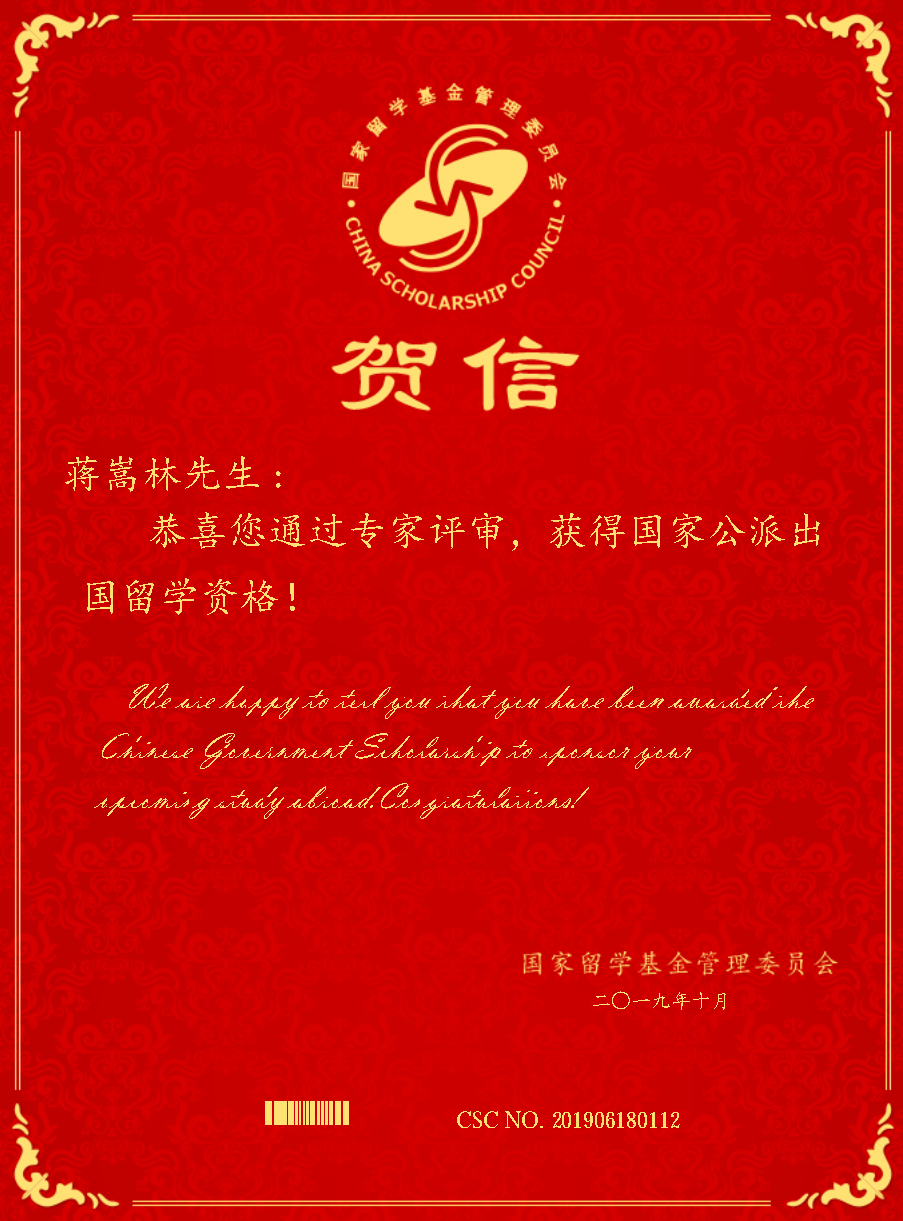 国家留学基金管理委员会
CHINA SCHOLARSHIP COUNCIL
贺信
蒋嵩林先生：
恭喜您通过专家评审，获得国家公派出
国留学资格！
We are happy to tell you that you have been awarded the
Chinese Government Scholarship to sponsor your
upcoming study abroad. Congratulations!
国家留学基金管理委员会
二〇一九年十月
CSC NO. 201906180112